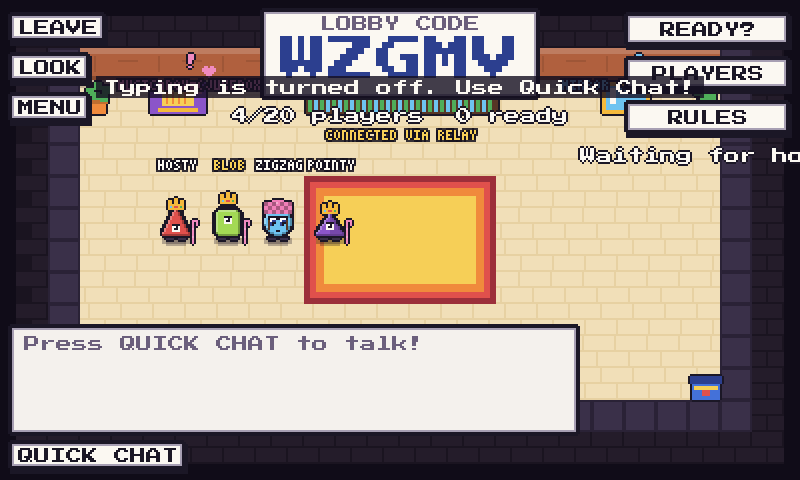 LEAVE
LOBBY CODE
READY?
WZGMV
LOOK
PLAYERS
Typing is turned off. Use Quick Chat!
MENU
4/20 players 0 ready
RULES
CONNECTED VIA RELAY
Waiting for ho
HOSTY BLOB ZIGZAG POINTY
Press QUICK CHAT to talk!
QUICK CHAT